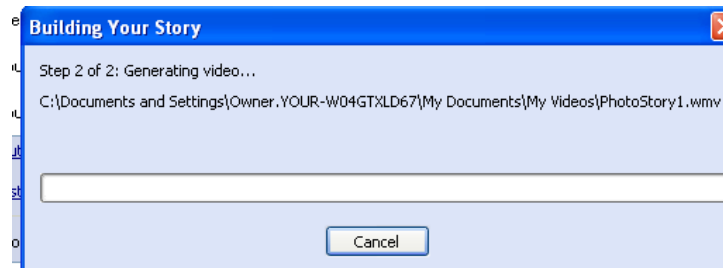 Building Your Story
Step 2 of 2: Generating video...
C:\Documents and Settings\Owner.YOUR-W04GTXLD67\My Documents\My Videos\PhotoStory1.wmv
Cancel